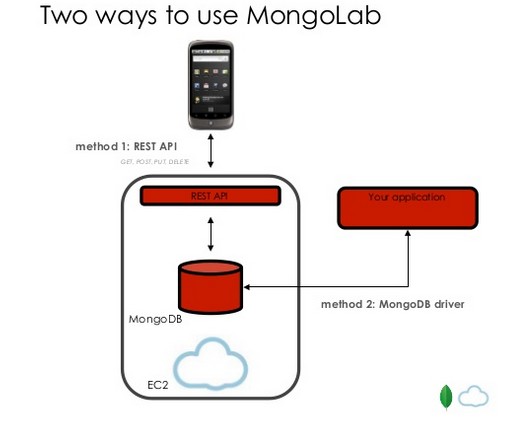 Two ways to use MongoLab
method 1: REST API
GET, POST, PUT, DELETE
REST API
Your application
method 2: MongoDB driver
MongoDB
EC2